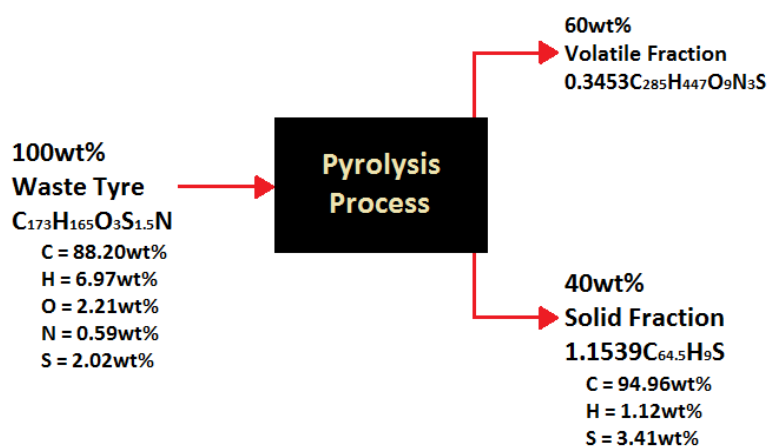 100wt%
Waste Tyre
C₁₇₃H₁₆₅O₃S₁.₅N
C = 88.20wt%
H = 6.97wt%
O = 2.21wt%
N = 0.59wt%
S = 2.02wt%
Pyrolysis
Process
60wt%
Volatile Fraction
0.3453C₂₈₅H₄₄₇O₉N₃S
40wt%
Solid Fraction
1.1539C₆₄.₅H₉S
C = 94.96wt%
H = 1.12wt%
S = 3.41wt%